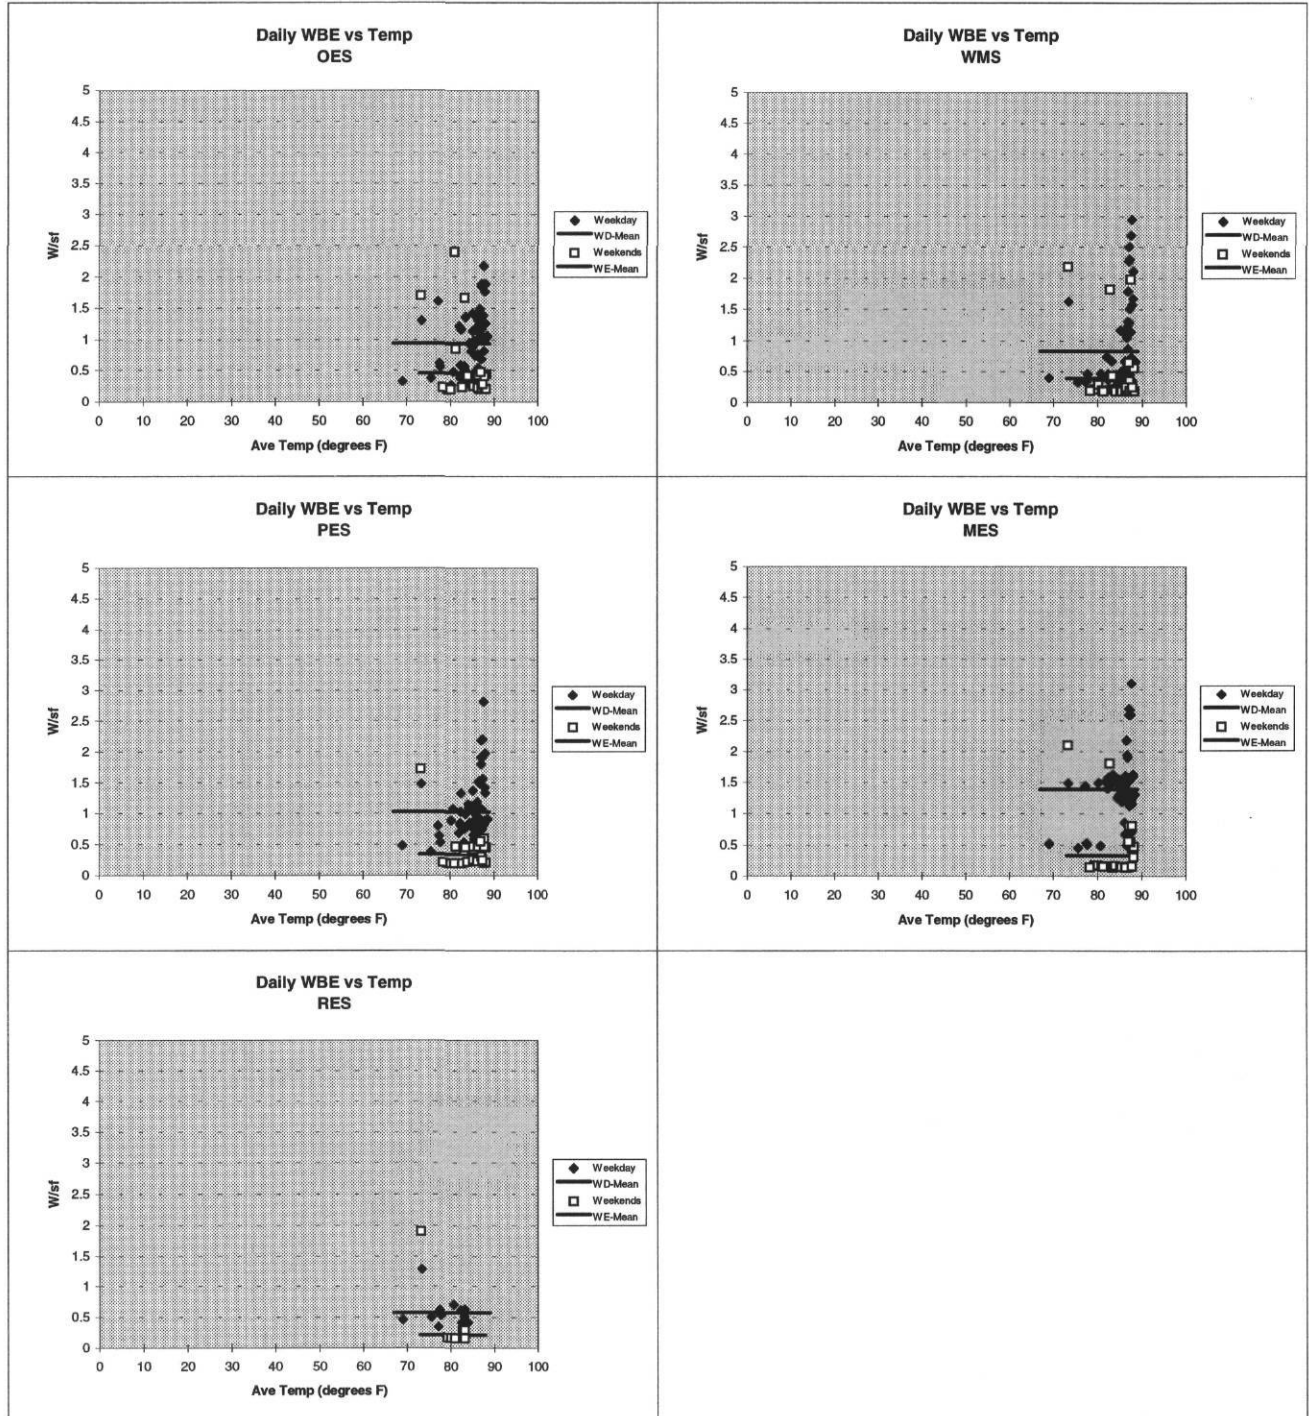 Daily WBE vs Temp
OES
5
4.5
4
3.5
3
2.5
2
1.5
1
0.5
0
W/sf
0 10 20 30 40 50 60 70 80 90 100
Ave Temp (degrees F)
Weekday
WD-Mean
Weekends
WE-Mean
Daily WBE vs Temp
WMS
5
4.5
4
3.5
3
2.5
2
1.5
1
0.5
0
W/sf
0 10 20 30 40 50 60 70 80 90 100
Ave Temp (degrees F)
Weekday
WD-Mean
Weekends
WE-Mean
Daily WBE vs Temp
PES
5
4.5
4
3.5
3
2.5
2
1.5
1
0.5
0
W/sf
0 10 20 30 40 50 60 70 80 90 100
Ave Temp (degrees F)
Weekday
WD-Mean
Weekends
WE-Mean
Daily WBE vs Temp
MES
5
4.5
4
3.5
3
2.5
2
1.5
1
0.5
0
W/sf
0 10 20 30 40 50 60 70 80 90 100
Ave Temp (degrees F)
Weekday
WD-Mean
Weekends
WE-Mean
Daily WBE vs Temp
RES
5
4.5
4
3.5
3
2.5
2
1.5
1
0.5
0
W/sf
0 10 20 30 40 50 60 70 80 90 100
Ave Temp (degrees F)
Weekday
WD-Mean
Weekends
WE-Mean